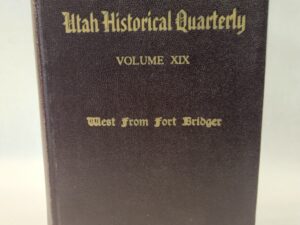 Utah Historical Quarterly
VOLUME XIX
West From Fort Bridger